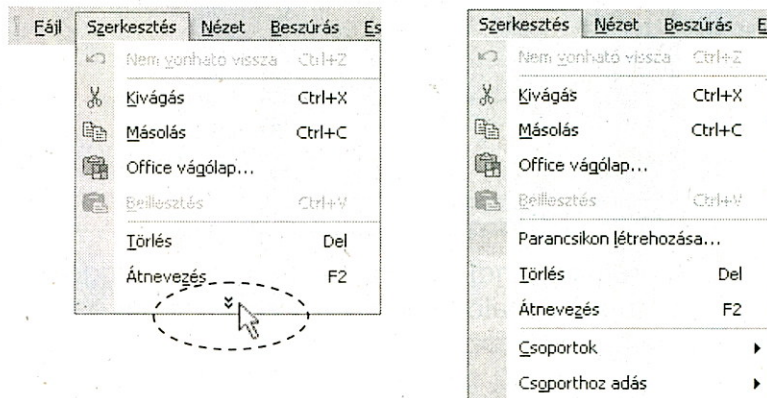 Fájl Szerkesztés Nézet Beszúrás Es
Nem vonható vissza Ctrl+Z
Kivágás Ctrl+X
Másolás Ctrl+C
Office vágólap...
Beillesztés Ctrl+V
Törlés Del
Átnevezés F2
Szerkesztés Nézet Beszúrás E
Nem vonható vissza Ctrl+Z
Kivágás Ctrl+X
Másolás Ctrl+C
Office vágólap...
Beillesztés Ctrl+V
Parancsikon létrehozása...
Törlés Del
Átnevezés F2
Csoportok
Csoporthoz adás